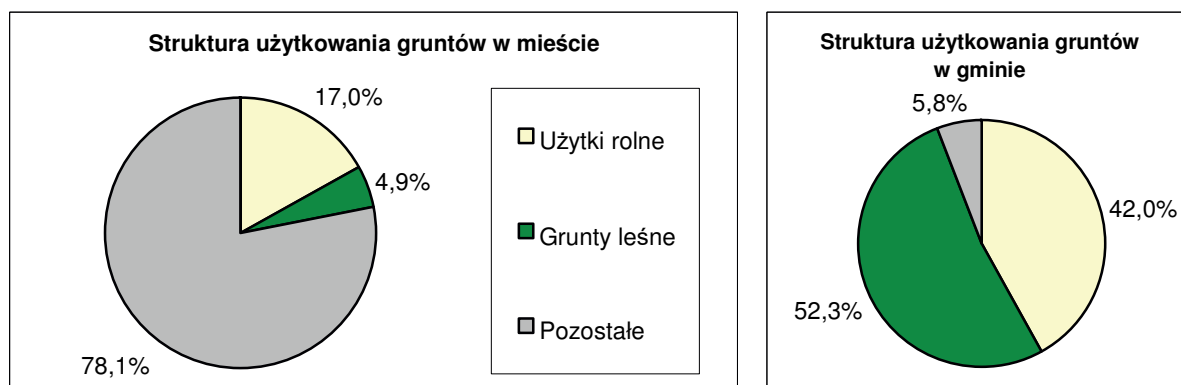 Struktura użytkowania gruntów w mieście
17,0%
4,9%
78,1%
Użytki rolne
Grunty leśne
Pozostałe
Struktura użytkowania gruntów
w gminie
5,8%
42,0%
52,3%